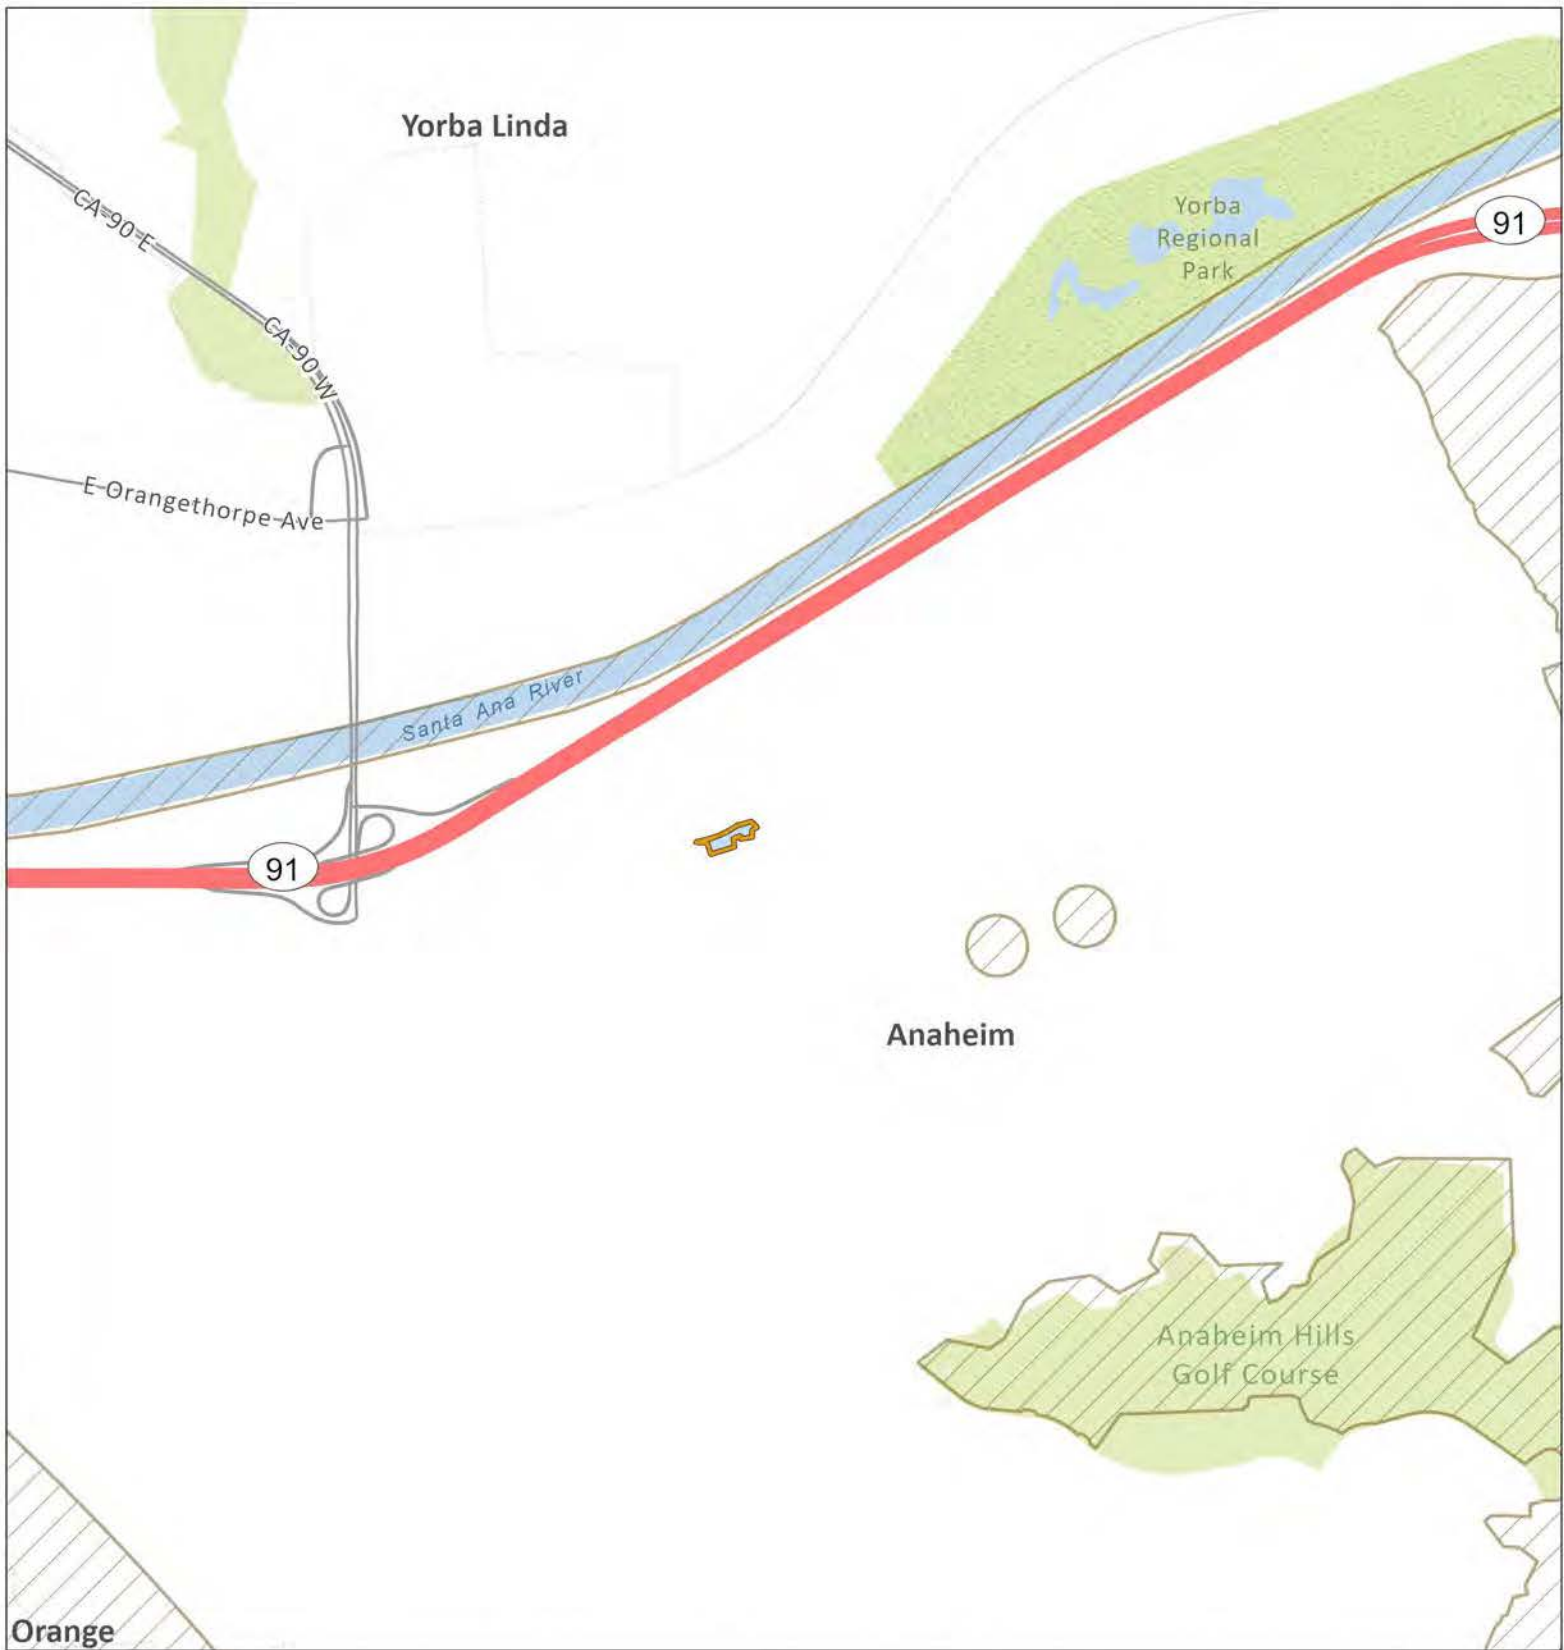 Yorba Linda
CA-90 E
Yorba
Regional
Park
91
CA-90 W
E Orangethorpe Ave
Santa Ana River
91
Anaheim
Anaheim Hills
Golf Course
Orange